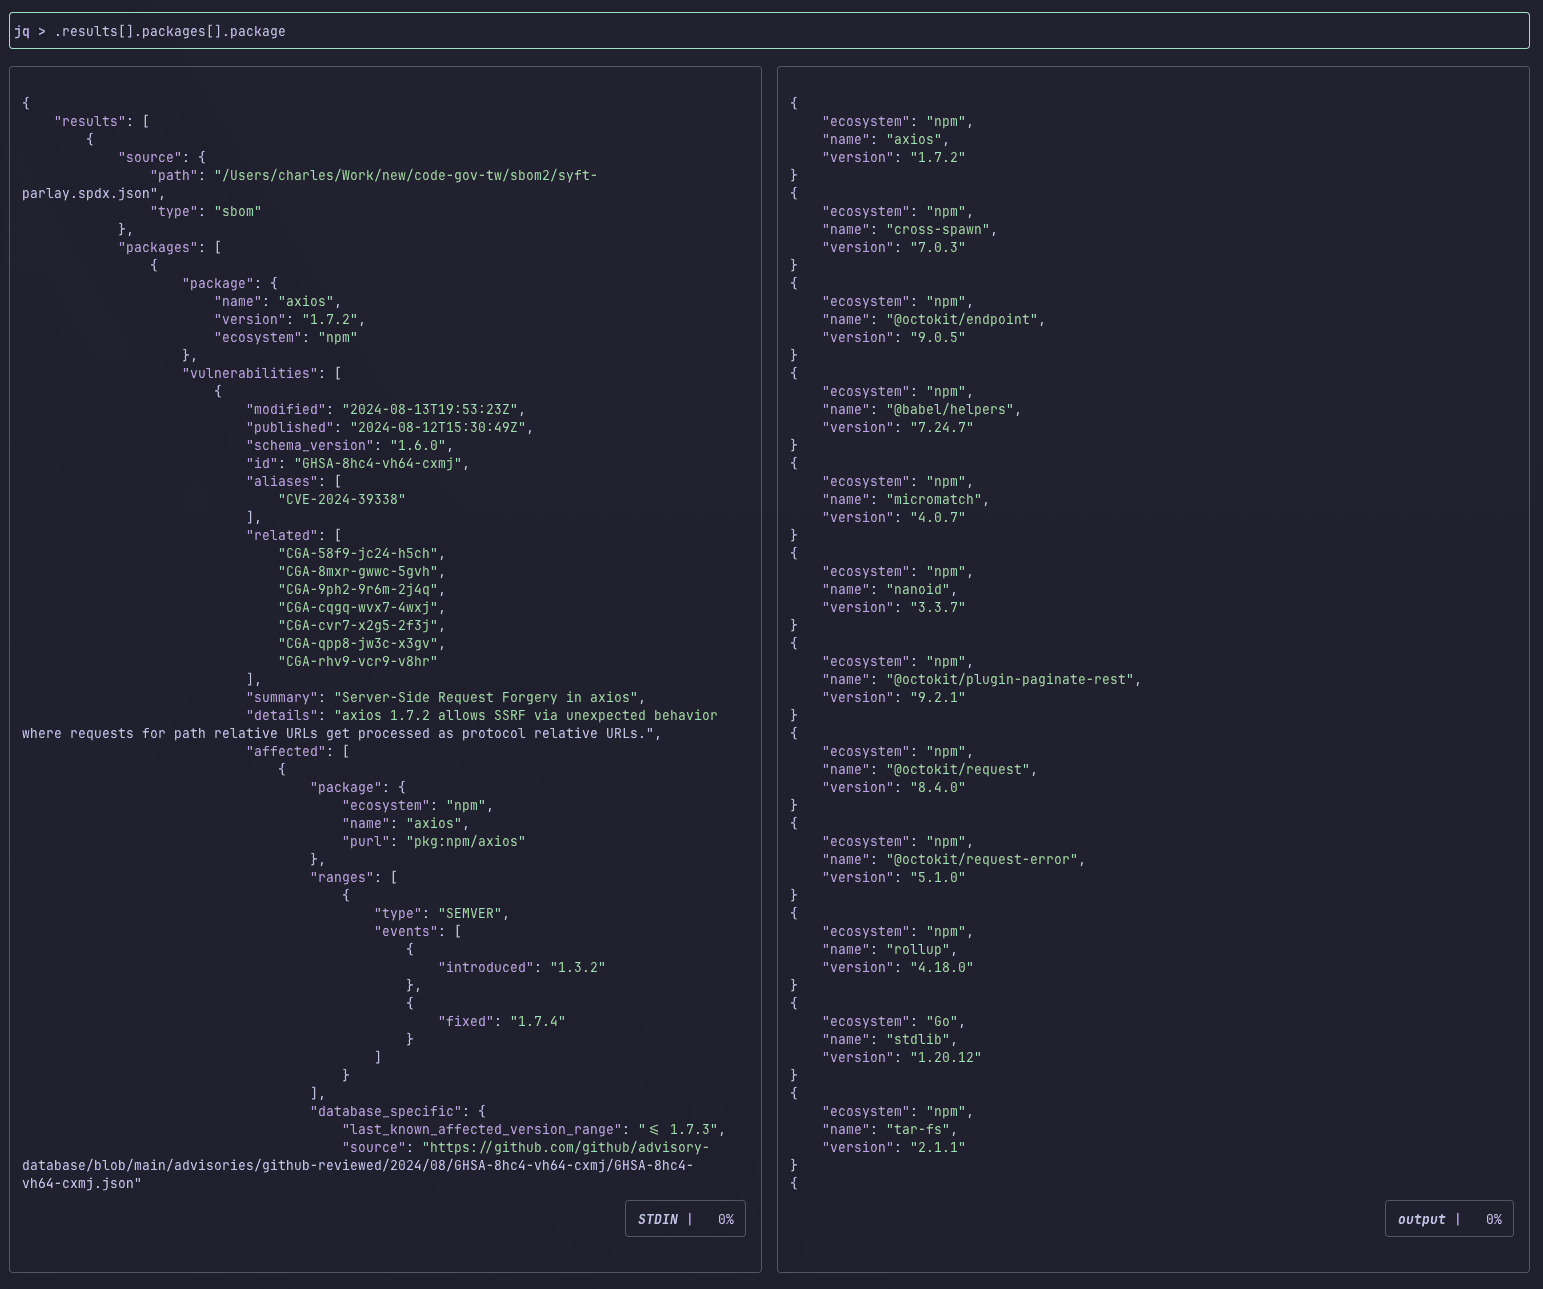 jq > .results[].packages[].package
{
    "results": [
        {
            "source": {
                "path": "/Users/charles/Work/new/code-gov-tw/sbom2/syft-
parlay.spdx.json",
                "type": "sbom"
            },
            "packages": [
                {
                    "package": {
                        "name": "axios",
                        "version": "1.7.2",
                        "ecosystem": "npm"
                    },
                    "vulnerabilities": [
                        {
                            "modified": "2024-08-13T19:53:23Z",
                            "published": "2024-08-12T15:30:49Z",
                            "schema_version": "1.6.0",
                            "id": "GHSA-8hc4-vh64-cxmj",
                            "aliases": [
                                "CVE-2024-39338"
                            ],
                            "related": [
                                "CGA-58f9-jc24-h5ch",
                                "CGA-8mxr-gwwc-5gvh",
                                "CGA-9ph2-9r6m-2j4q",
                                "CGA-cqgq-wvx7-4wxj",
                                "CGA-cvr7-x2g5-2f3j",
                                "CGA-qpp8-jw3c-x3gv",
                                "CGA-rhv9-vcr9-v8hr"
                            ],
                            "summary": "Server-Side Request Forgery in axios",
                            "details": "axios 1.7.2 allows SSRF via unexpected behavior
where requests for path relative URLs get processed as protocol relative URLs.",
                            "affected": [
                                {
                                    "package": {
                                        "ecosystem": "npm",
                                        "name": "axios",
                                        "purl": "pkg:npm/axios"
                                    },
                                    "ranges": [
                                        {
                                            "type": "SEMVER",
                                            "events": [
                                                {
                                                    "introduced": "1.3.2"
                                                },
                                                {
                                                    "fixed": "1.7.4"
                                                }
                                            ]
                                        }
                                    ],
                                    "database_specific": {
                                        "last_known_affected_version_range": "<= 1.7.3",
                                        "source": "https://github.com/github/advisory-
database/blob/main/advisories/github-reviewed/2024/08/GHSA-8hc4-vh64-cxmj/GHSA-8hc4-
vh64-cxmj.json"
STDIN | 0%
{
    "ecosystem": "npm",
    "name": "axios",
    "version": "1.7.2"
}
{
    "ecosystem": "npm",
    "name": "cross-spawn",
    "version": "7.0.3"
}
{
    "ecosystem": "npm",
    "name": "@octokit/endpoint",
    "version": "9.0.5"
}
{
    "ecosystem": "npm",
    "name": "@babel/helpers",
    "version": "7.24.7"
}
{
    "ecosystem": "npm",
    "name": "micromatch",
    "version": "4.0.7"
}
{
    "ecosystem": "npm",
    "name": "nanoid",
    "version": "3.3.7"
}
{
    "ecosystem": "npm",
    "name": "@octokit/plugin-paginate-rest",
    "version": "9.2.1"
}
{
    "ecosystem": "npm",
    "name": "@octokit/request",
    "version": "8.4.0"
}
{
    "ecosystem": "npm",
    "name": "@octokit/request-error",
    "version": "5.1.0"
}
{
    "ecosystem": "npm",
    "name": "rollup",
    "version": "4.18.0"
}
{
    "ecosystem": "Go",
    "name": "stdlib",
    "version": "1.20.12"
}
{
    "ecosystem": "npm",
    "name": "tar-fs",
    "version": "2.1.1"
}
{
output | 0%